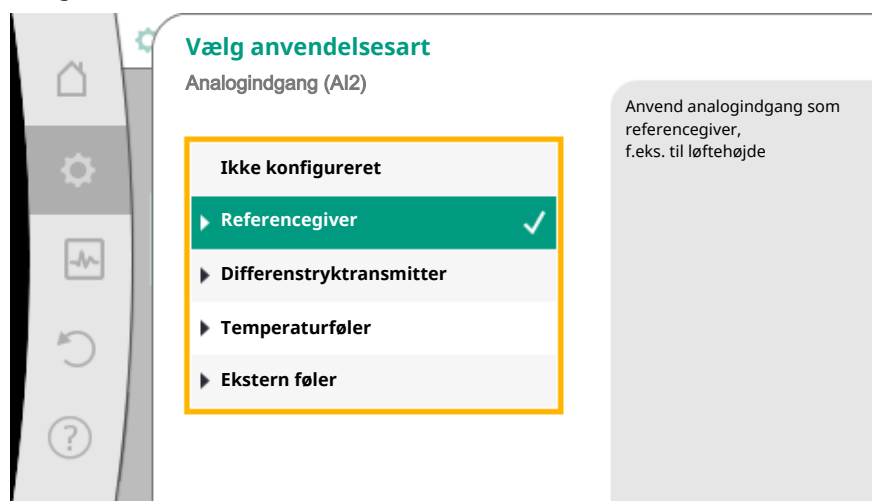 Vælg anvendelsesart
Analogindgang (AI2)
Ikke konfigureret
Referencegiver
Differenstryktransmitter
Temperaturføler
Ekstern føler
Anvend analogindgang som
referencegiver,
f.eks. til løftehøjde
?